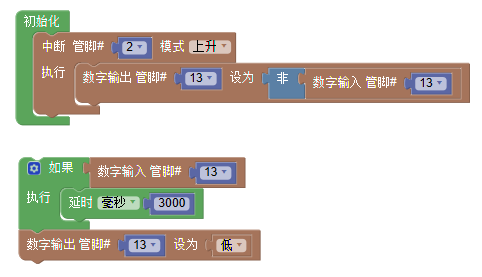 初始化
中断 管脚# 2 模式 上升
执行 数字输出 管脚# 13 设为 非 数字输入 管脚# 13
如果 数字输入 管脚# 13
执行 延时 毫秒 3000
数字输出 管脚# 13 设为 低